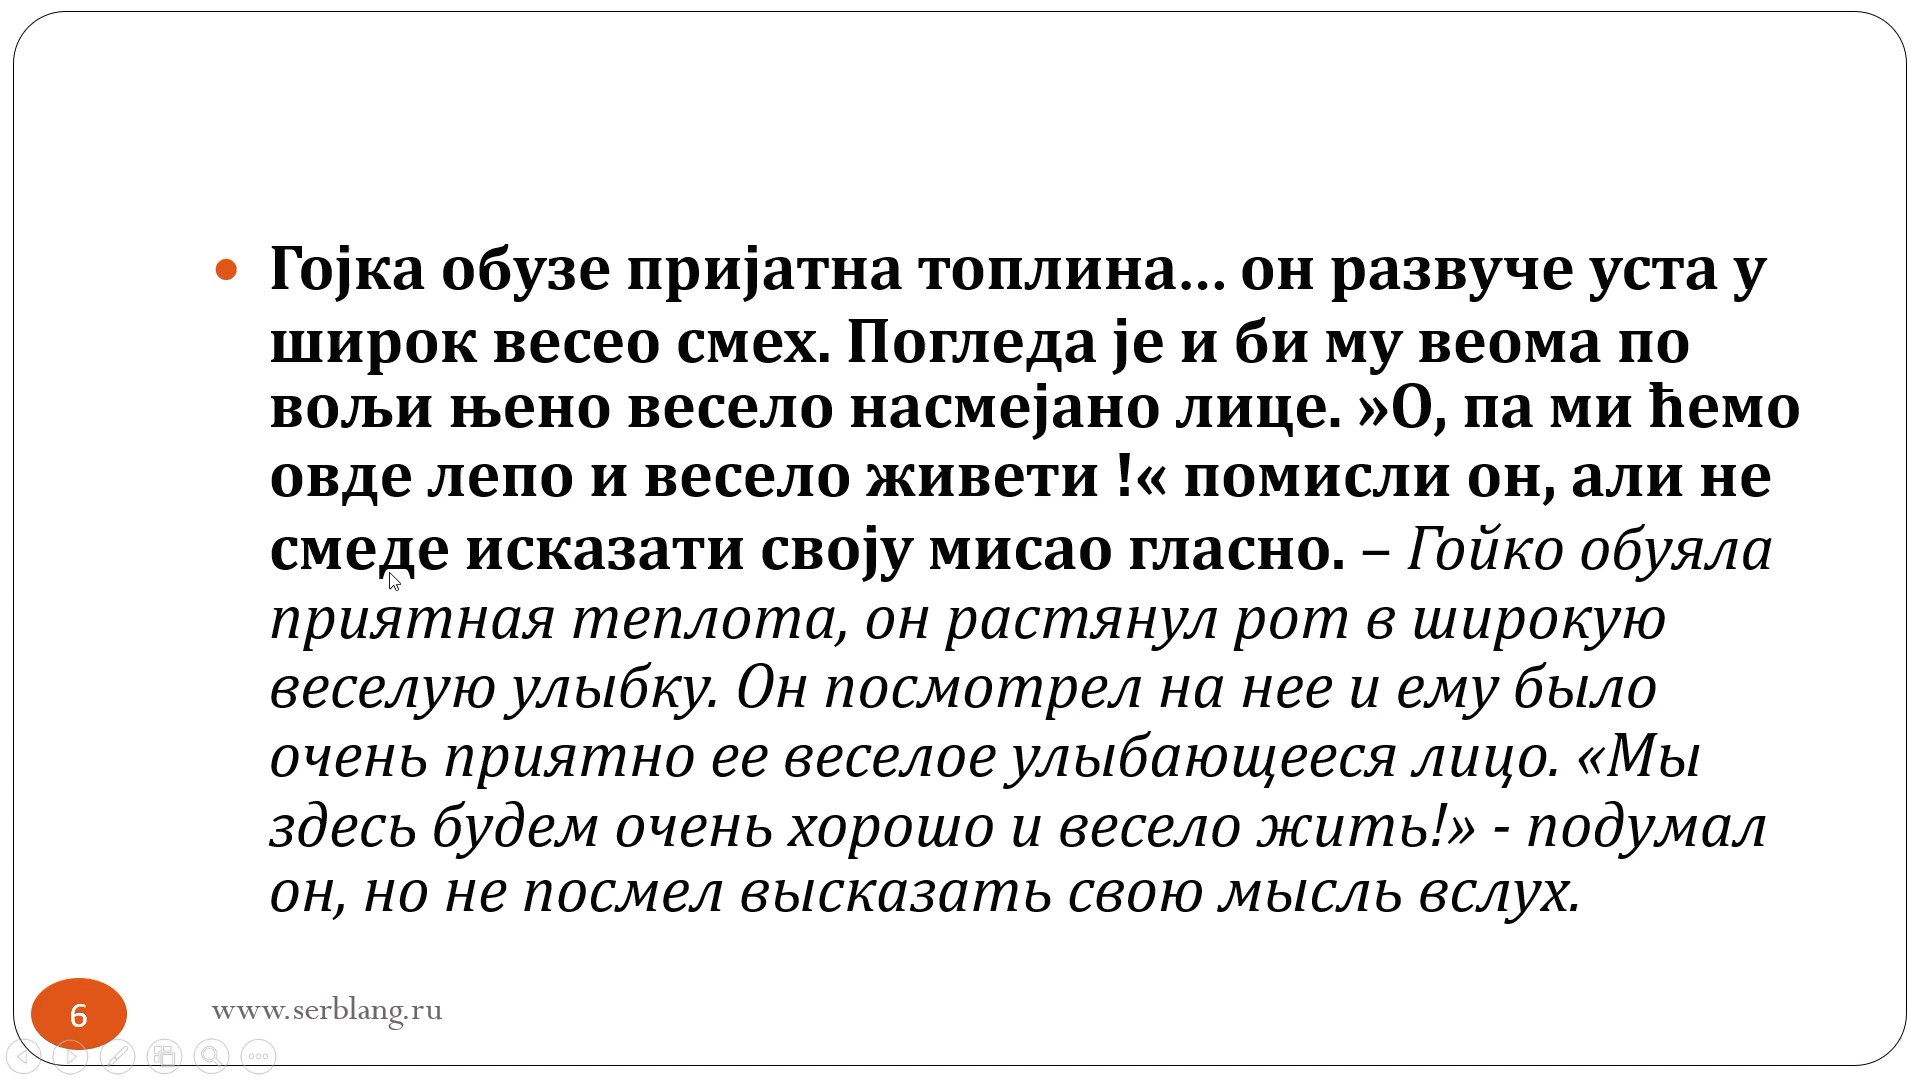 Гојка обузе пријатна топлина... он развуче уста у
широк весео смех. Погледа је и би му веома по
вољи њено весело насмејано лице. »О, па ми ћемо
овде лепо и весело живети !« помисли он, али не
смеде исказати своју мисао гласно. – Гойко обуяла
приятная теплота, он растянул рот в широкую
веселую улыбку. Он посмотрел на нее и ему было
очень приятно ее веселое улыбающееся лицо. «Мы
здесь будем очень хорошо и весело жить!» - подумал
он, но не посмел высказать свою мысль вслух.
6
www.serblang.ru